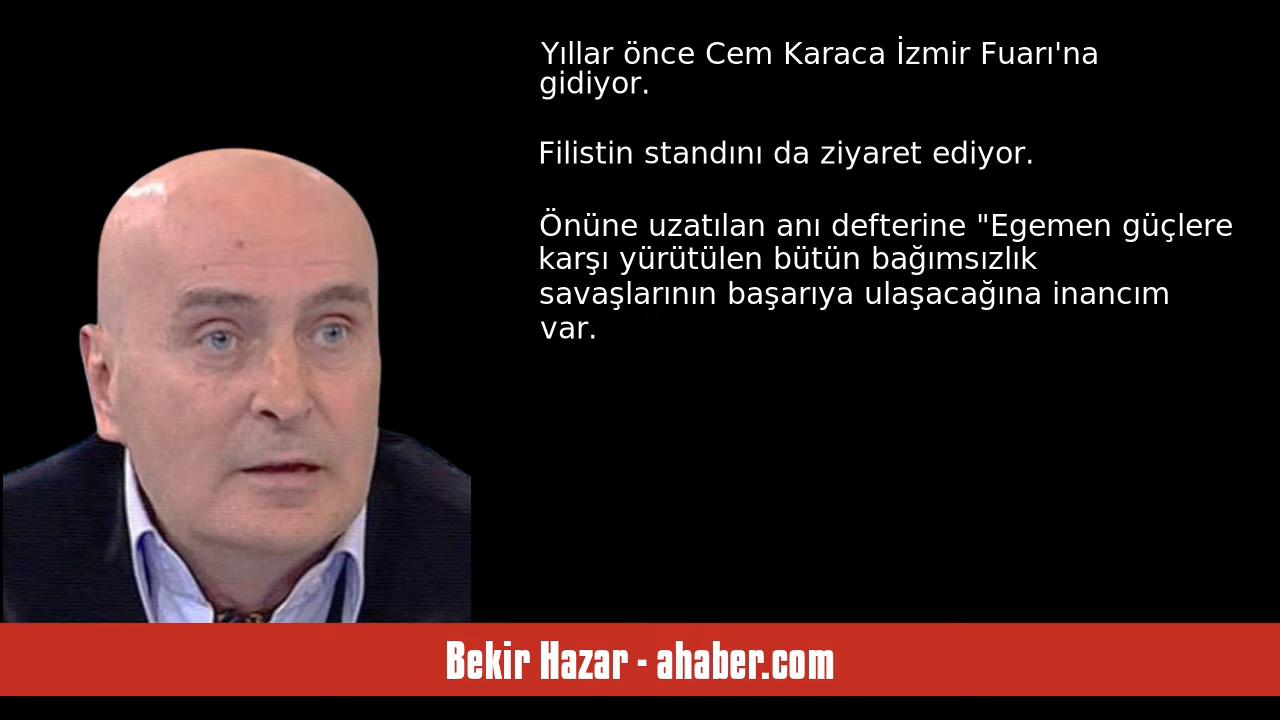 Yıllar önce Cem Karaca İzmir Fuarı'na
gidiyor.
Filistin standını da ziyaret ediyor.
Önüne uzatılan anı defterine "Egemen güçlere
karşı yürütülen bütün bağımsızlık
savaşlarının başarıya ulaşacağına inancım
var.
Bekir Hazar - ahaber.com